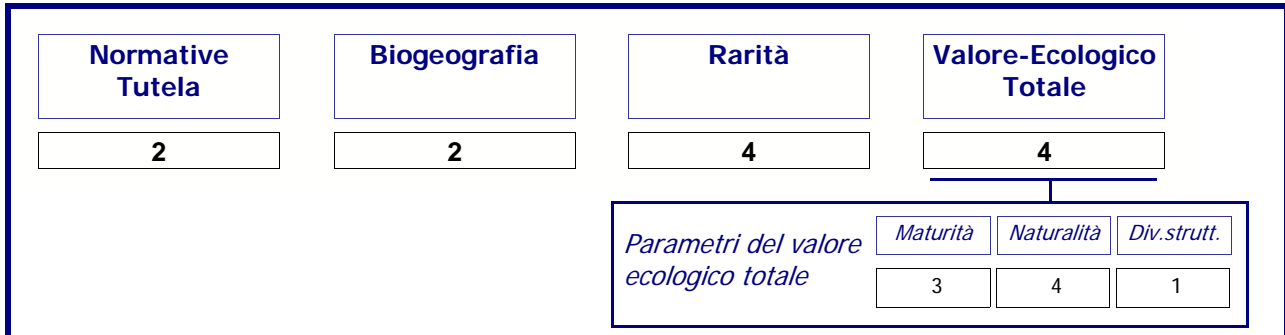 Normative
Tutela
Biogeografia
Rarità
Valore-Ecologico
Totale
2
2
4
4
Parametri del valore
ecologico totale
Maturità
Naturalità
Div.strutt.
3
4
1